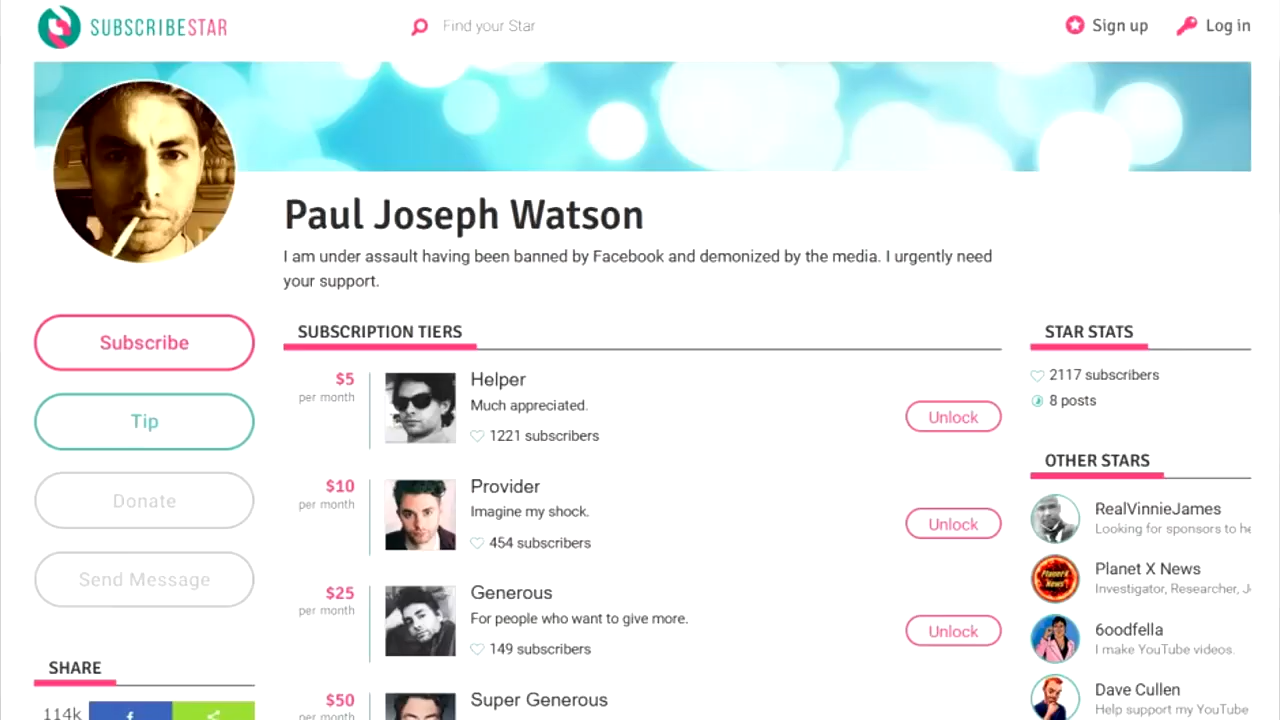 SUBSCRIBESTAR
Find your Star
Sign up
Log in
Paul Joseph Watson
I am under assault having been banned by Facebook and demonized by the media. I urgently need
your support.
Subscribe
Tip
Donate
Send Message
SHARE
114k
SUBSCRIPTION TIERS
$5
per month
Helper
Much appreciated.
1221 subscribers
Unlock
$10
per month
Provider
Imagine my shock.
454 subscribers
Unlock
$25
per month
Generous
For people who want to give more.
149 subscribers
Unlock
$50
per month
Super Generous
STAR STATS
2117 subscribers
8 posts
OTHER STARS
RealVinnieJames
Looking for sponsors to he
Planet X News
Planet X
News
Investigator, Researcher, J
6oodfella
I make YouTube videos.
Dave Cullen
Help support my YouTube